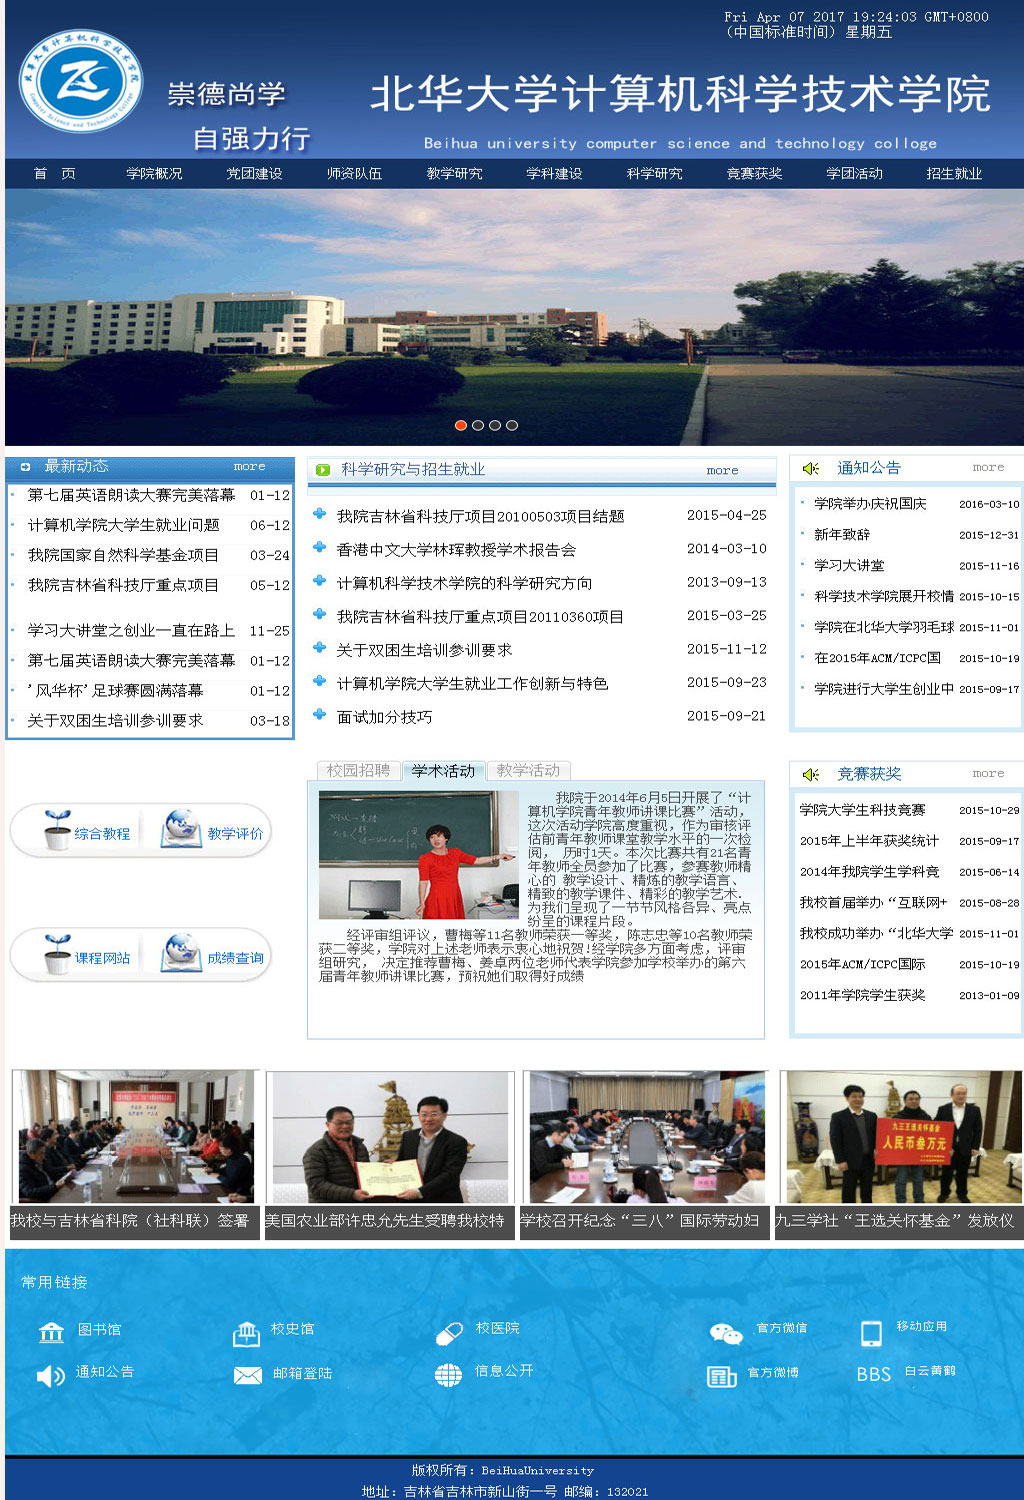 Fri Apr 07 2017 19:24:03 GMT+0800
(中国标准时间) 星期五
崇德尚学
自强力行
北华大学计算机科学技术学院
Beihua university computer science and technology colloge
首 页 学院概况 党团建设 师资队伍 教学研究 学科建设 科学研究 竞赛获奖 学团活动 招生就业
最新动态 more
第七届英语朗读大赛完美落幕 01-12
计算机学院大学生就业问题 06-12
我院国家自然科学基金项目 03-24
我院吉林省科技厅重点项目 05-12
学习大讲堂之创业一直在路上 11-25
第七届英语朗读大赛完美落幕 01-12
'风华杯'足球赛圆满落幕 01-12
关于双困生培训参训要求 03-18
科学研究与招生就业 more
我院吉林省科技厅项目20100503项目结题 2015-04-25
香港中文大学林珲教授学术报告会 2014-03-10
计算机科学技术学院的科学研究方向 2013-09-13
我院吉林省科技厅重点项目20110360项目 2015-03-25
关于双困生培训参训要求 2015-11-12
计算机学院大学生就业工作创新与特色 2015-09-23
面试加分技巧 2015-09-21
通知公告 more
学院举办庆祝国庆 2016-03-10
新年致辞 2015-12-31
学习大讲堂 2015-11-16
科学技术学院展开校情 2015-10-15
学院在北华大学羽毛球 2015-11-01
在2015年ACM/ICPC国 2015-10-19
学院进行大学生创业中 2015-09-17
综合教程 教学评价
课程网站 成绩查询
校园招聘 学术活动 教学活动
我院于2014年6月5日开展了“计
算机学院青年教师讲课比赛”活动,
这次活动学院高度重视, 作为审核评
估前青年教师课堂教学水平的一次检
阅, 历时1天。本次比赛共有21名青
年教师全员参加了比赛, 参赛教师精
心的 教学设计、精炼的教学语言、
精致的教学课件、精彩的教学艺术.
为我们呈现了一节节风格各异、亮点
纷呈的课程片段。
经评审组评议, 曹梅等11名教师荣获一等奖, 陈志忠等10名教师荣
获二等奖, 学院对上述老师表示衷心地祝贺!经学院多方面考虑, 评审
组研究, 决定推荐曹梅、姜卓两位老师代表学院参加学校举办的第六
届青年教师讲课比赛, 预祝她们取得好成绩
竞赛获奖 more
学院大学生科技竞赛 2015-10-29
2015年上半年获奖统计 2015-09-17
2014年我院学生学科竞 2015-06-14
我校首届举办“互联网+ 2015-08-28
我校成功举办“北华大学 2015-11-01
2015年ACM/ICPC国际 2015-10-19
2011年学院学生获奖 2013-01-09
九三王选关怀基金
人民币叁万元
我校与吉林省科院（社科联）签署
美国农业部许忠允先生受聘我校特
学校召开纪念“三八”国际劳动妇
九三学社“王选关怀基金”发放仪
常用链接
图书馆 校史馆 校医院 官方微信 移动应用
通知公告 邮箱登陆 信息公开 官方微博 BBS 白云黄鹤
版权所有: BeiHuaUniversity
地址: 吉林省吉林市新山街一号 邮编: 132021